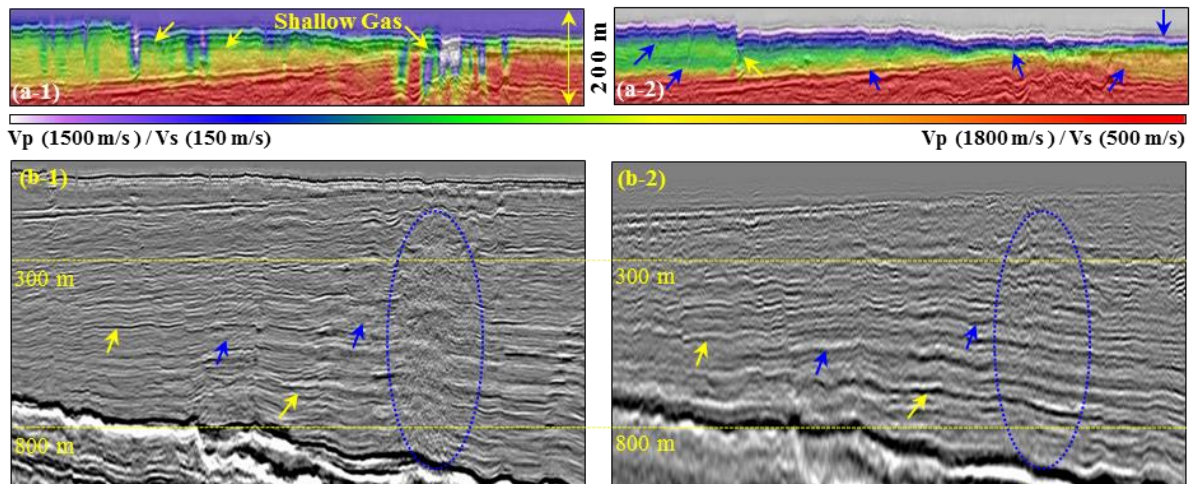 Shallow Gas
200 m
(a-1)
(a-2)
Vp (1500 m/s) / Vs (150 m/s)
Vp (1800 m/s) / Vs (500 m/s)
(b-1)
(b-2)
300 m
300 m
800 m
800 m